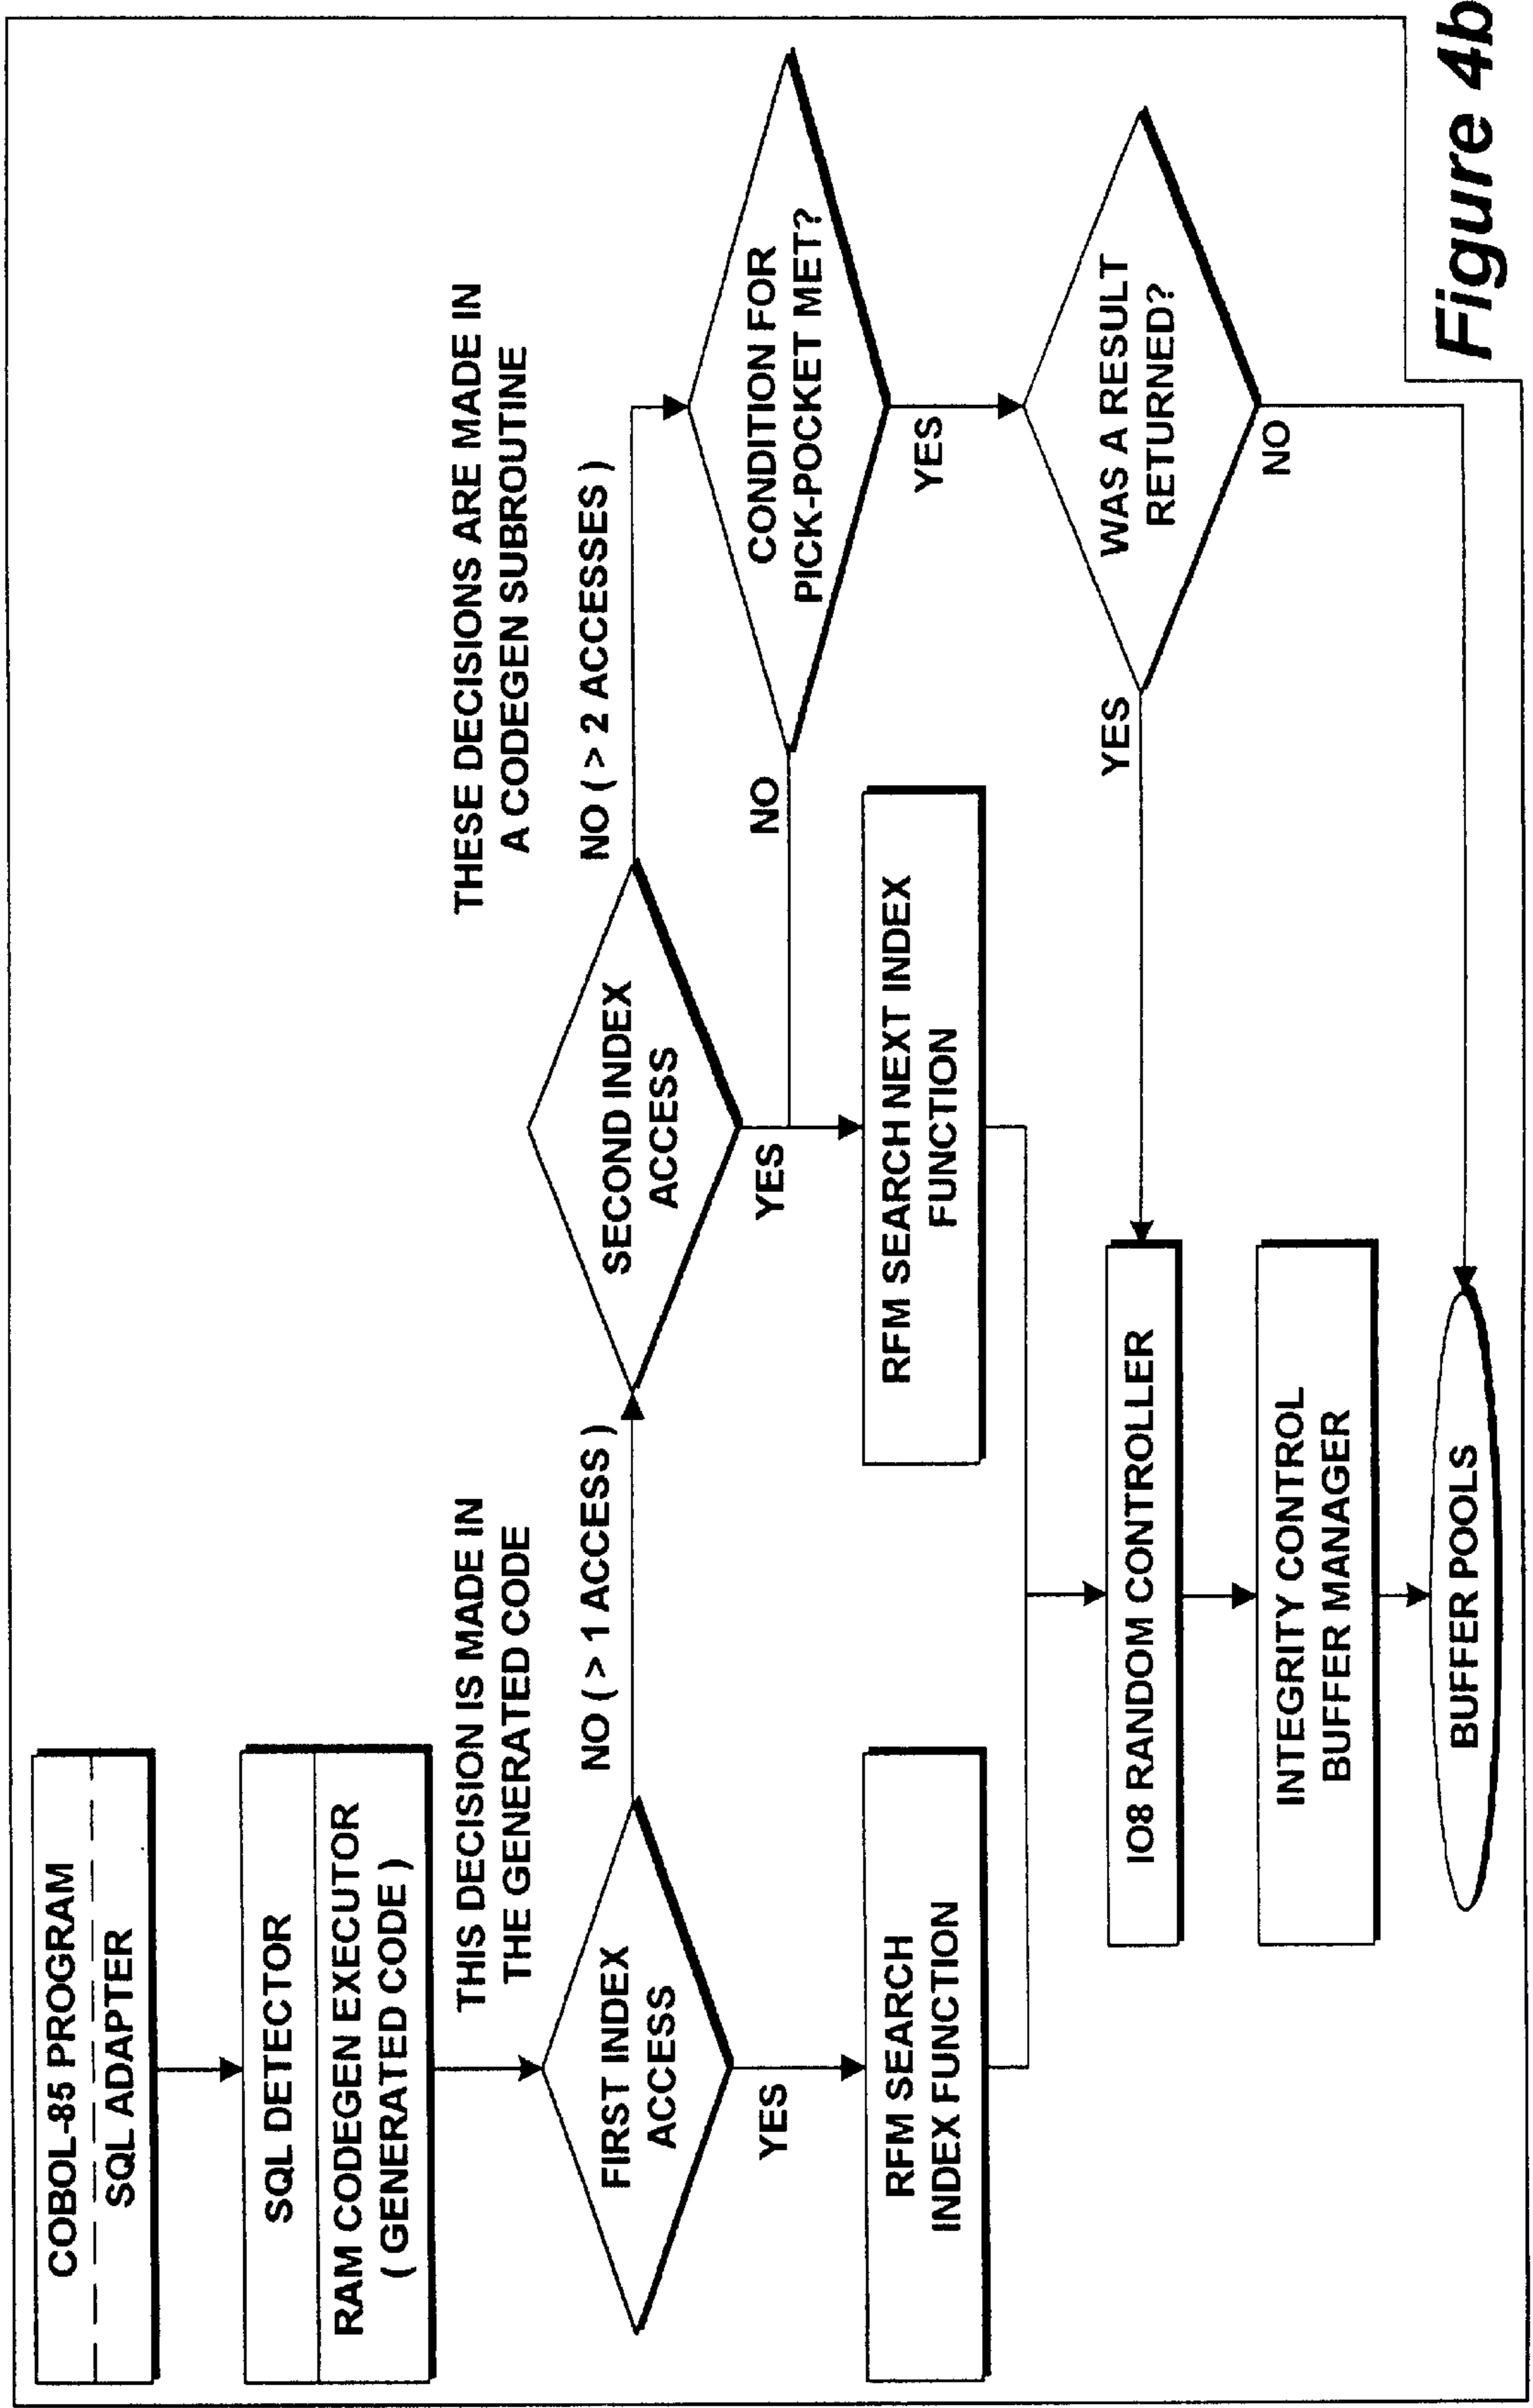 COBOL-85 PROGRAM
SQL ADAPTER
SQL DETECTOR
RAM CODEGEN EXECUTOR
( GENERATED CODE )
THIS DECISION IS MADE IN
THE GENERATED CODE
THESE DECISIONS ARE MADE IN
A CODEGEN SUBROUTINE
FIRST INDEX
ACCESS
NO ( > 1 ACCESS )
SECOND INDEX
ACCESS
NO ( > 2 ACCESSES )
CONDITION FOR
PICK-POCKET MET?
YES
YES
NO
YES
RFM SEARCH
INDEX FUNCTION
RFM SEARCH NEXT INDEX
FUNCTION
WAS A RESULT
RETURNED?
YES
NO
IO8 RANDOM CONTROLLER
INTEGRITY CONTROL
BUFFER MANAGER
BUFFER POOLS
Figure 4b